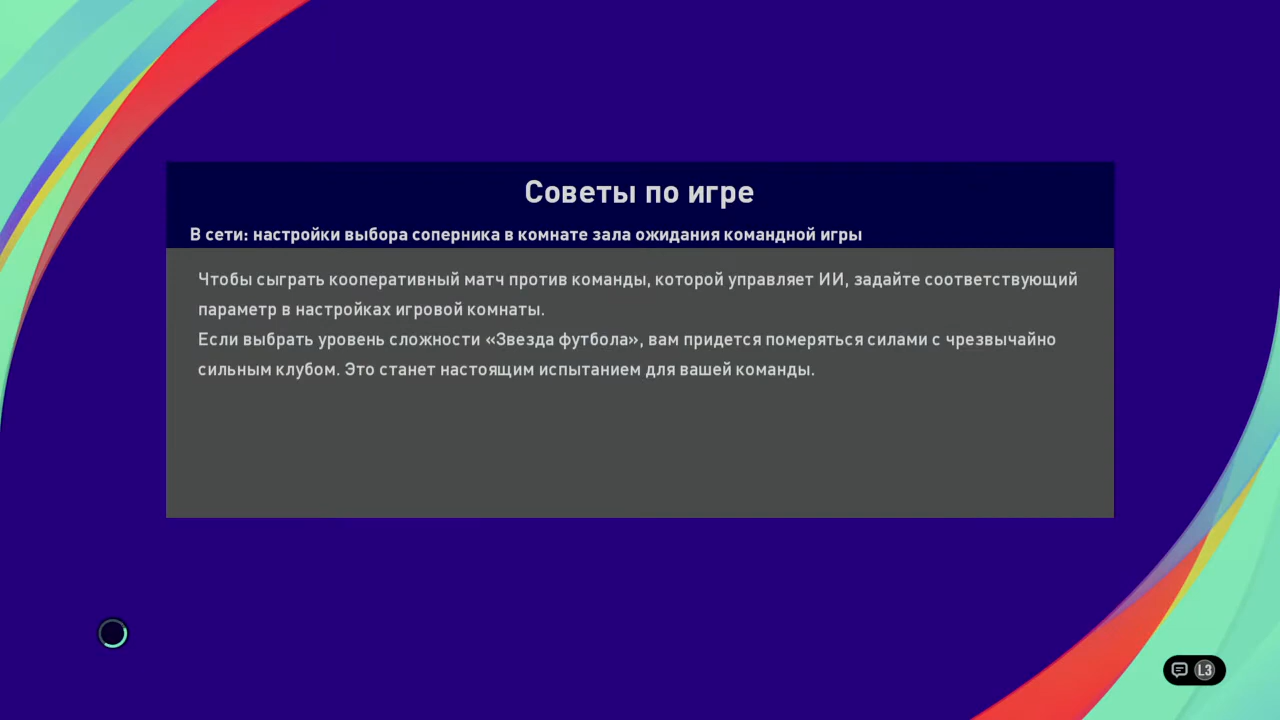 Советы по игре
В сети: настройки выбора соперника в комнате зала ожидания командной игры
Чтобы сыграть кооперативный матч против команды, которой управляет ИИ, задайте соответствующий
параметр в настройках игровой комнаты.
Если выбрать уровень сложности «Звезда футбола», вам придется померяться силами с чрезвычайно
сильным клубом. Это станет настоящим испытанием для вашей команды.
L3